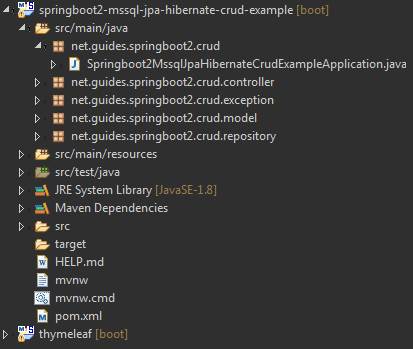 springboot2-mssql-jpa-hibernate-crud-example [boot]
src/main/java
net.guides.springboot2.crud
Springboot2MssqlJpaHibernateCrudExampleApplication.java
net.guides.springboot2.crud.controller
net.guides.springboot2.crud.exception
net.guides.springboot2.crud.model
net.guides.springboot2.crud.repository
src/main/resources
src/test/java
JRE System Library [JavaSE-1.8]
Maven Dependencies
src
target
HELP.md
mvnw
mvnw.cmd
pom.xml
thymeleaf [boot]